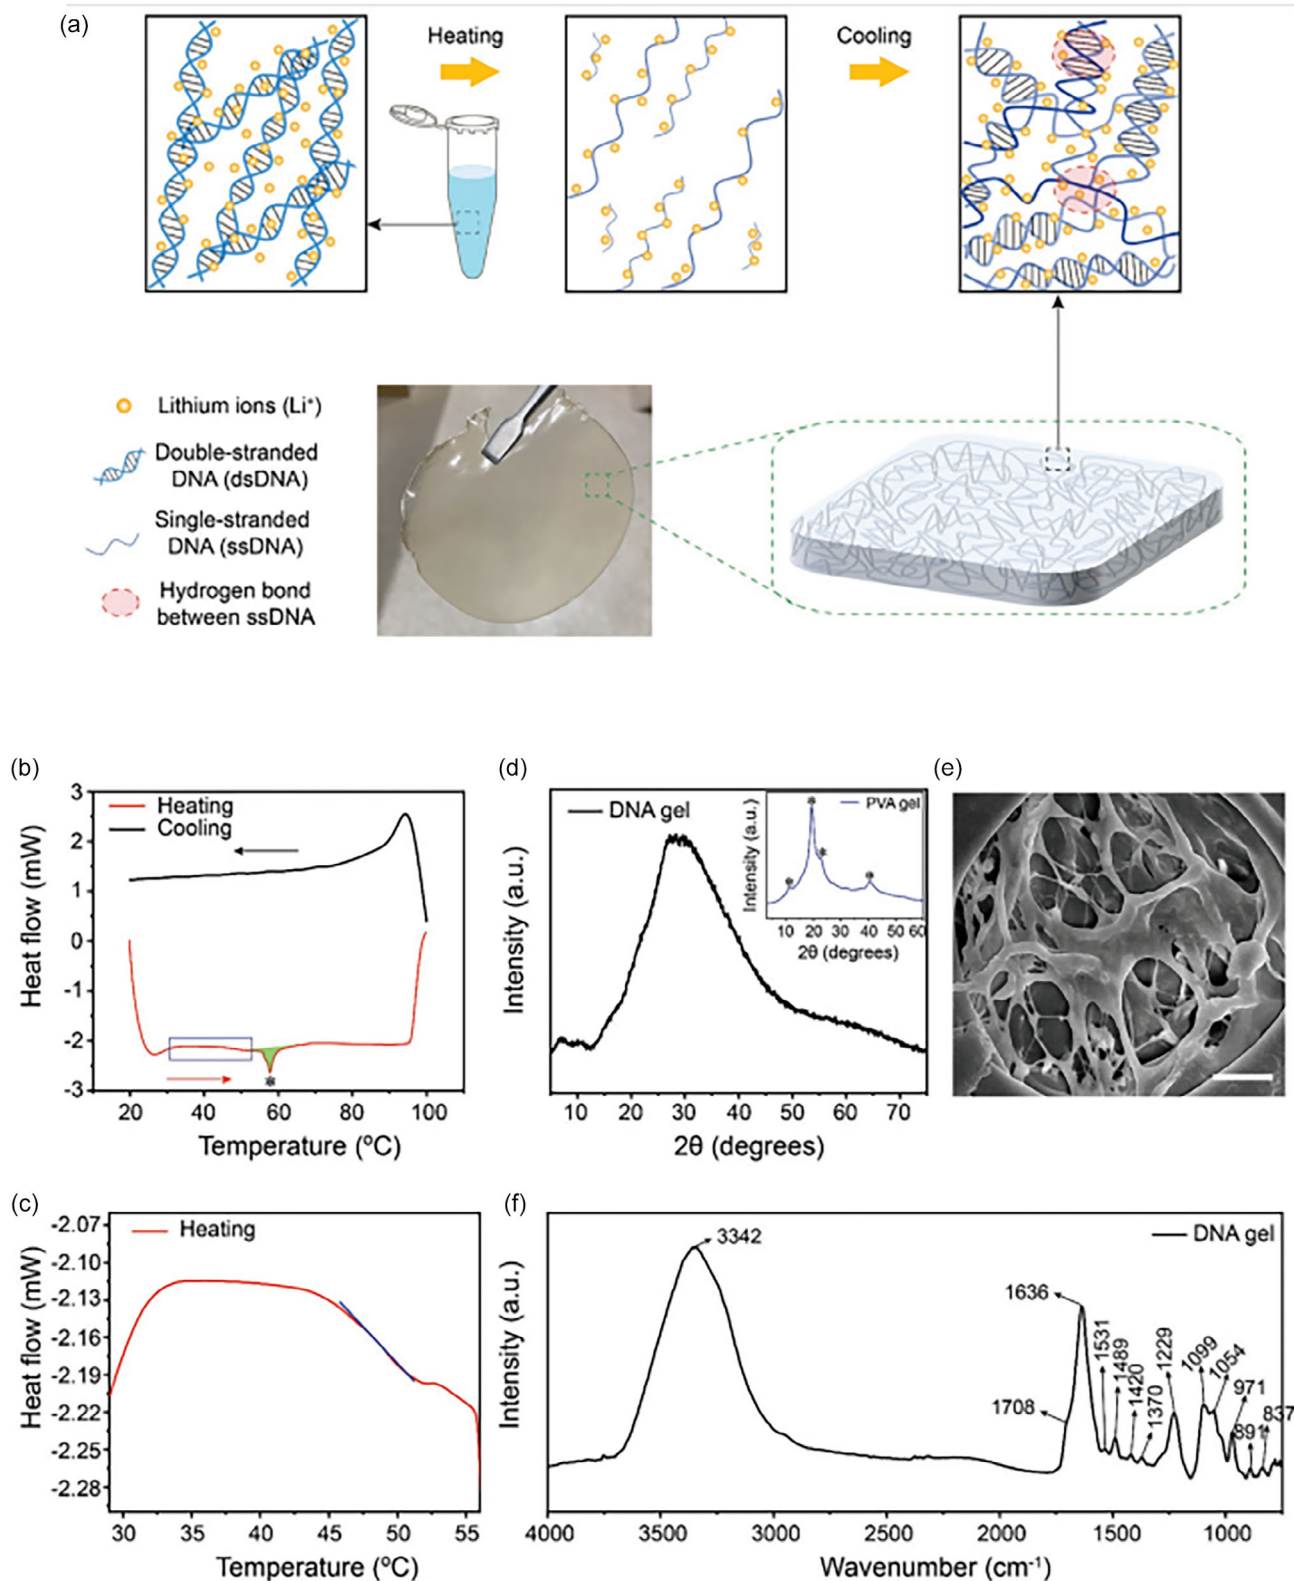 (a)
Heating
Cooling
Lithium ions (Li⁺)
Double-stranded
DNA (dsDNA)
Single-stranded
DNA (ssDNA)
Hydrogen bond
between ssDNA
(b)
3
2
1
0
-1
-2
-3
Heat flow (mW)
Heating
Cooling
*
20
40
60
80
100
Temperature (ºC)
(d)
Intensity (a.u.)
DNA gel
10
20
30
40
50
60
70
2θ (degrees)
Intensity (a.u.)
PVA gel
*
*
*
*
10
20
30
40
50
60
2θ (degrees)
(e)
(c)
-2.07
-2.10
-2.13
-2.16
-2.19
-2.22
-2.25
-2.28
Heat flow (mW)
Heating
30
35
40
45
50
55
Temperature (ºC)
(f)
Intensity (a.u.)
DNA gel
3342
1708
1636
1531
1489
1420
1370
1229
1099
1054
971
891
837
4000
3500
3000
2500
2000
1500
1000
Wavenumber (cm⁻¹)